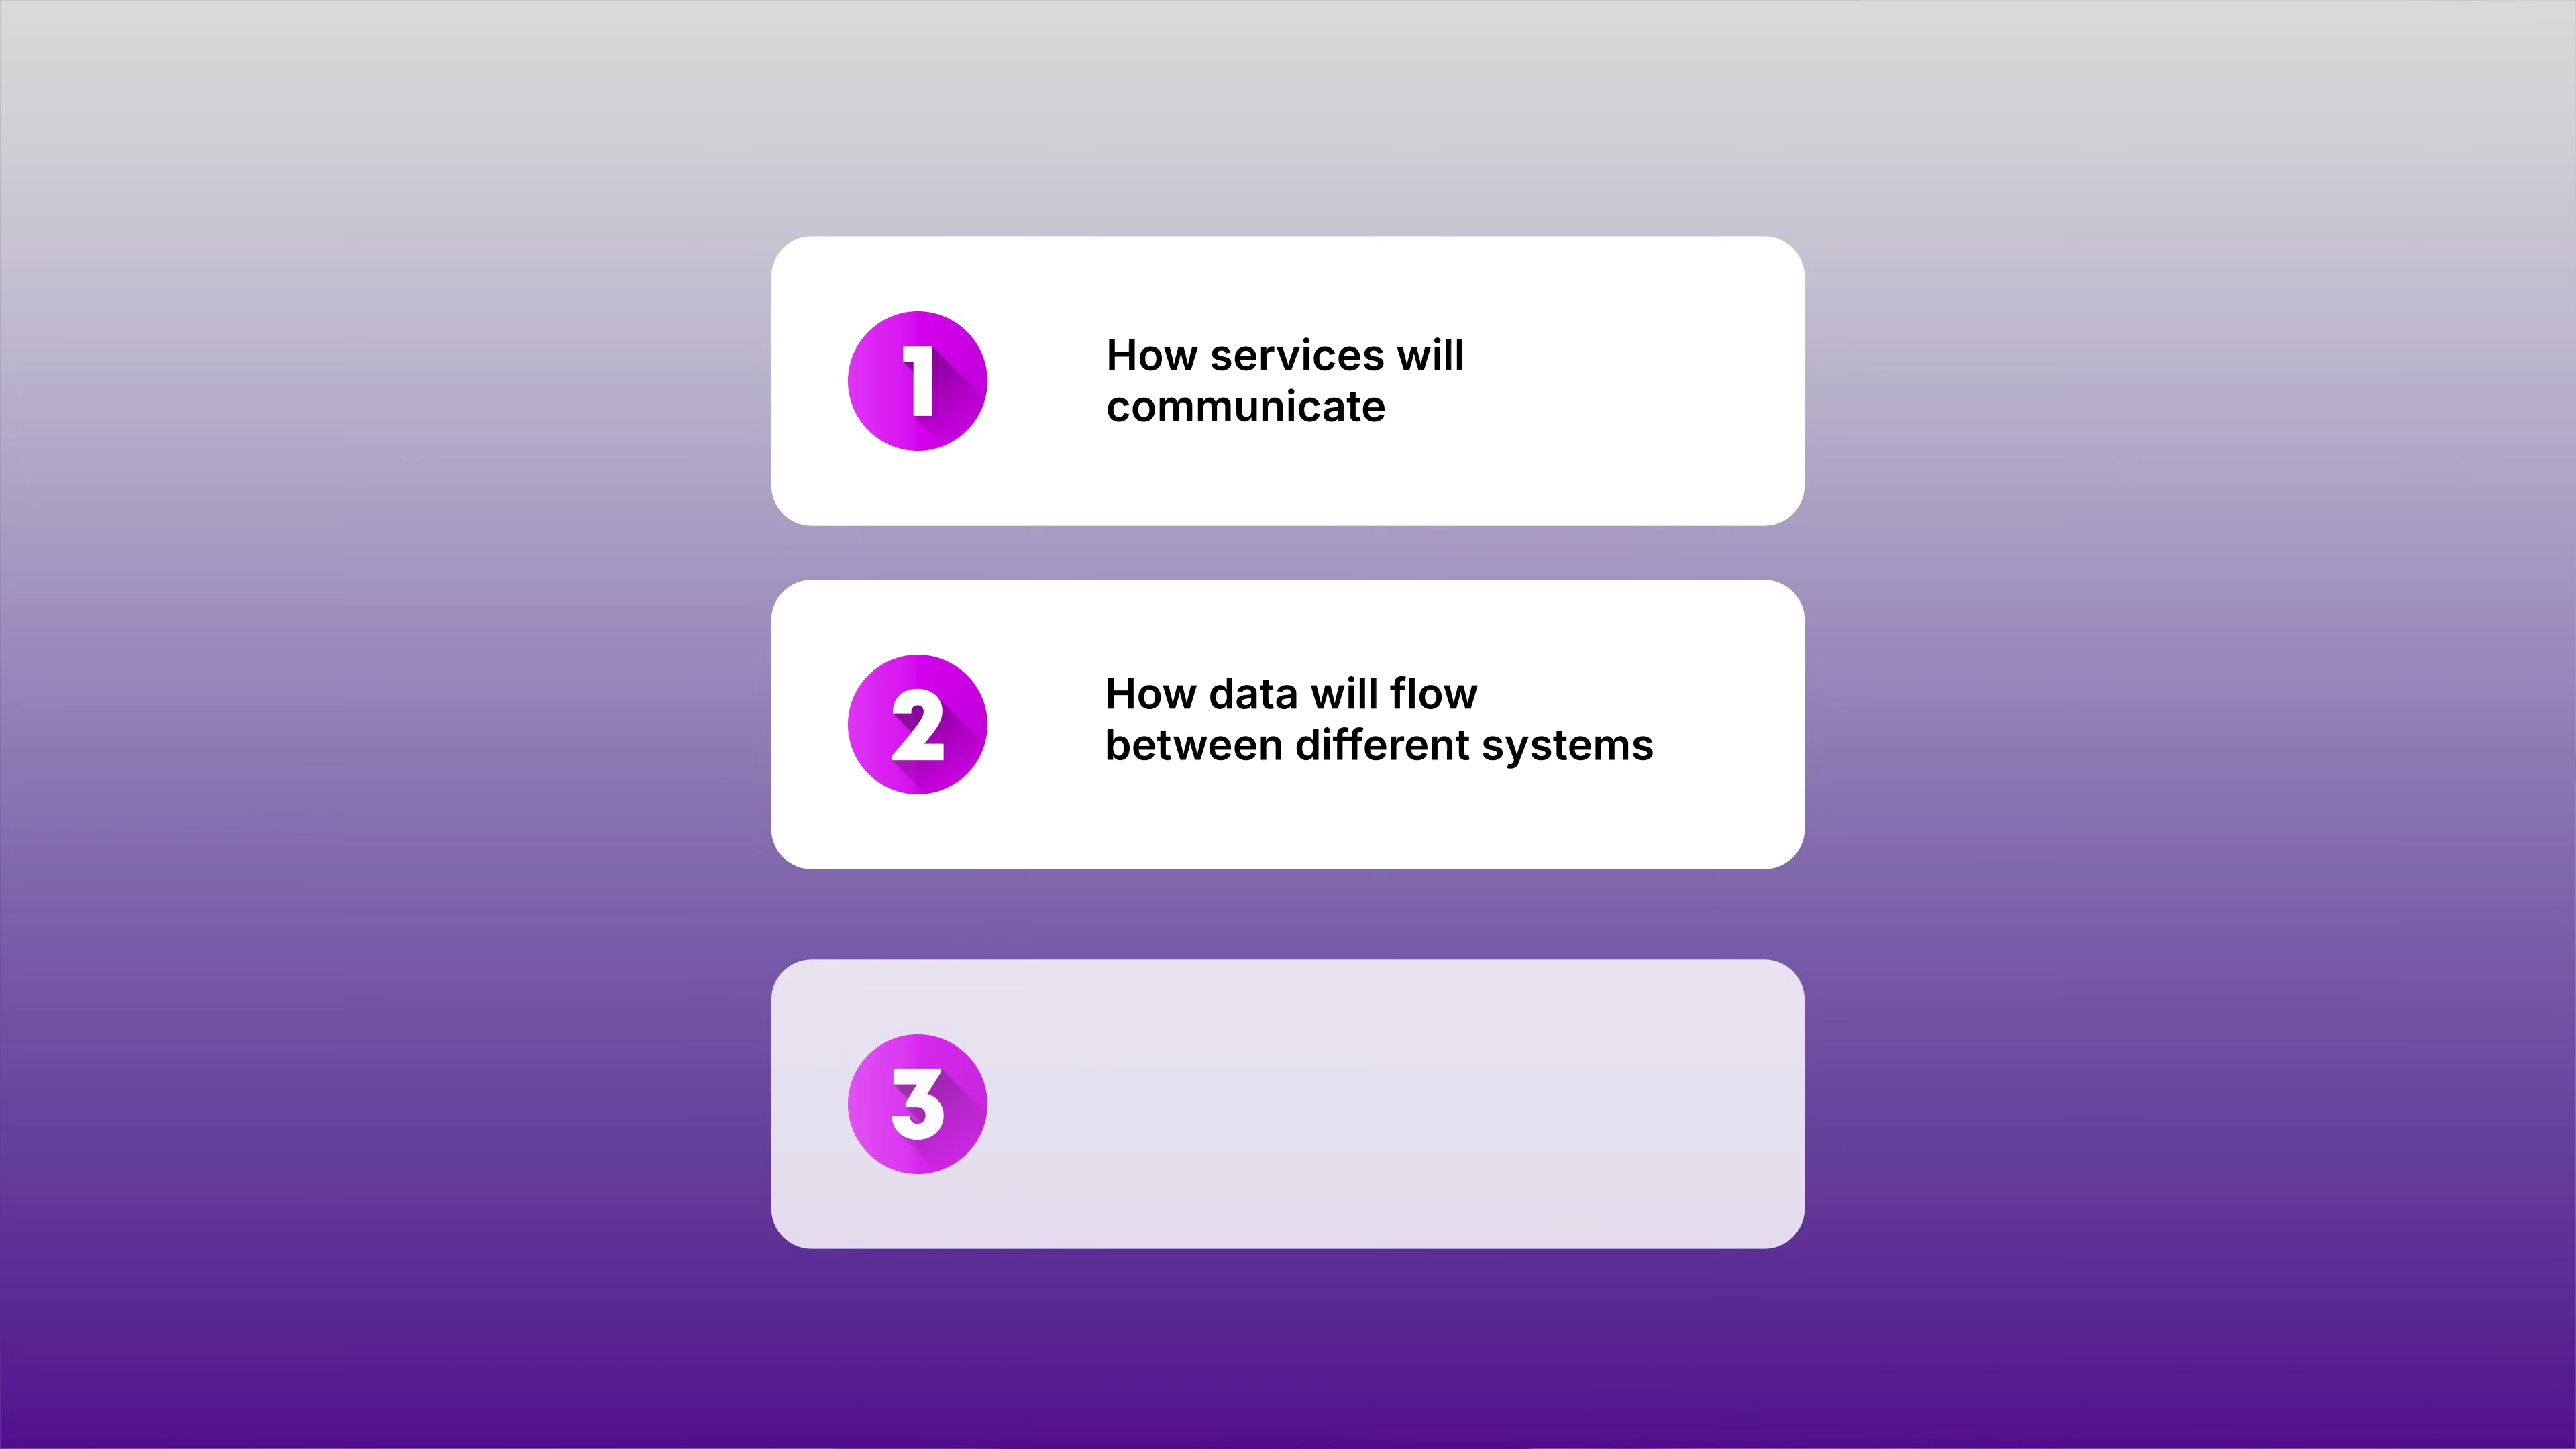 1
How services will
communicate
2
How data will flow
between different systems
3